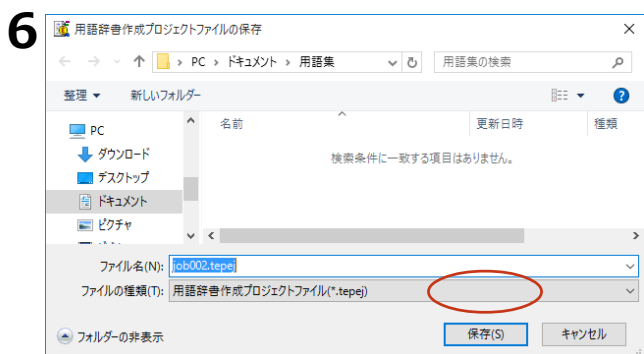 6
用語辞書作成プロジェクトファイルの保存
PC › ドキュメント › 用語集
用語集の検索
整理 新しいフォルダー
名前 更新日時 種類
検索条件に一致する項目はありません。
PC
ダウンロード
デスクトップ
ドキュメント
ピクチャ
ファイル名(N): job002.tepej
ファイルの種類(T): 用語辞書作成プロジェクトファイル(*.tepej)
フォルダーの非表示 保存(S) キャンセル